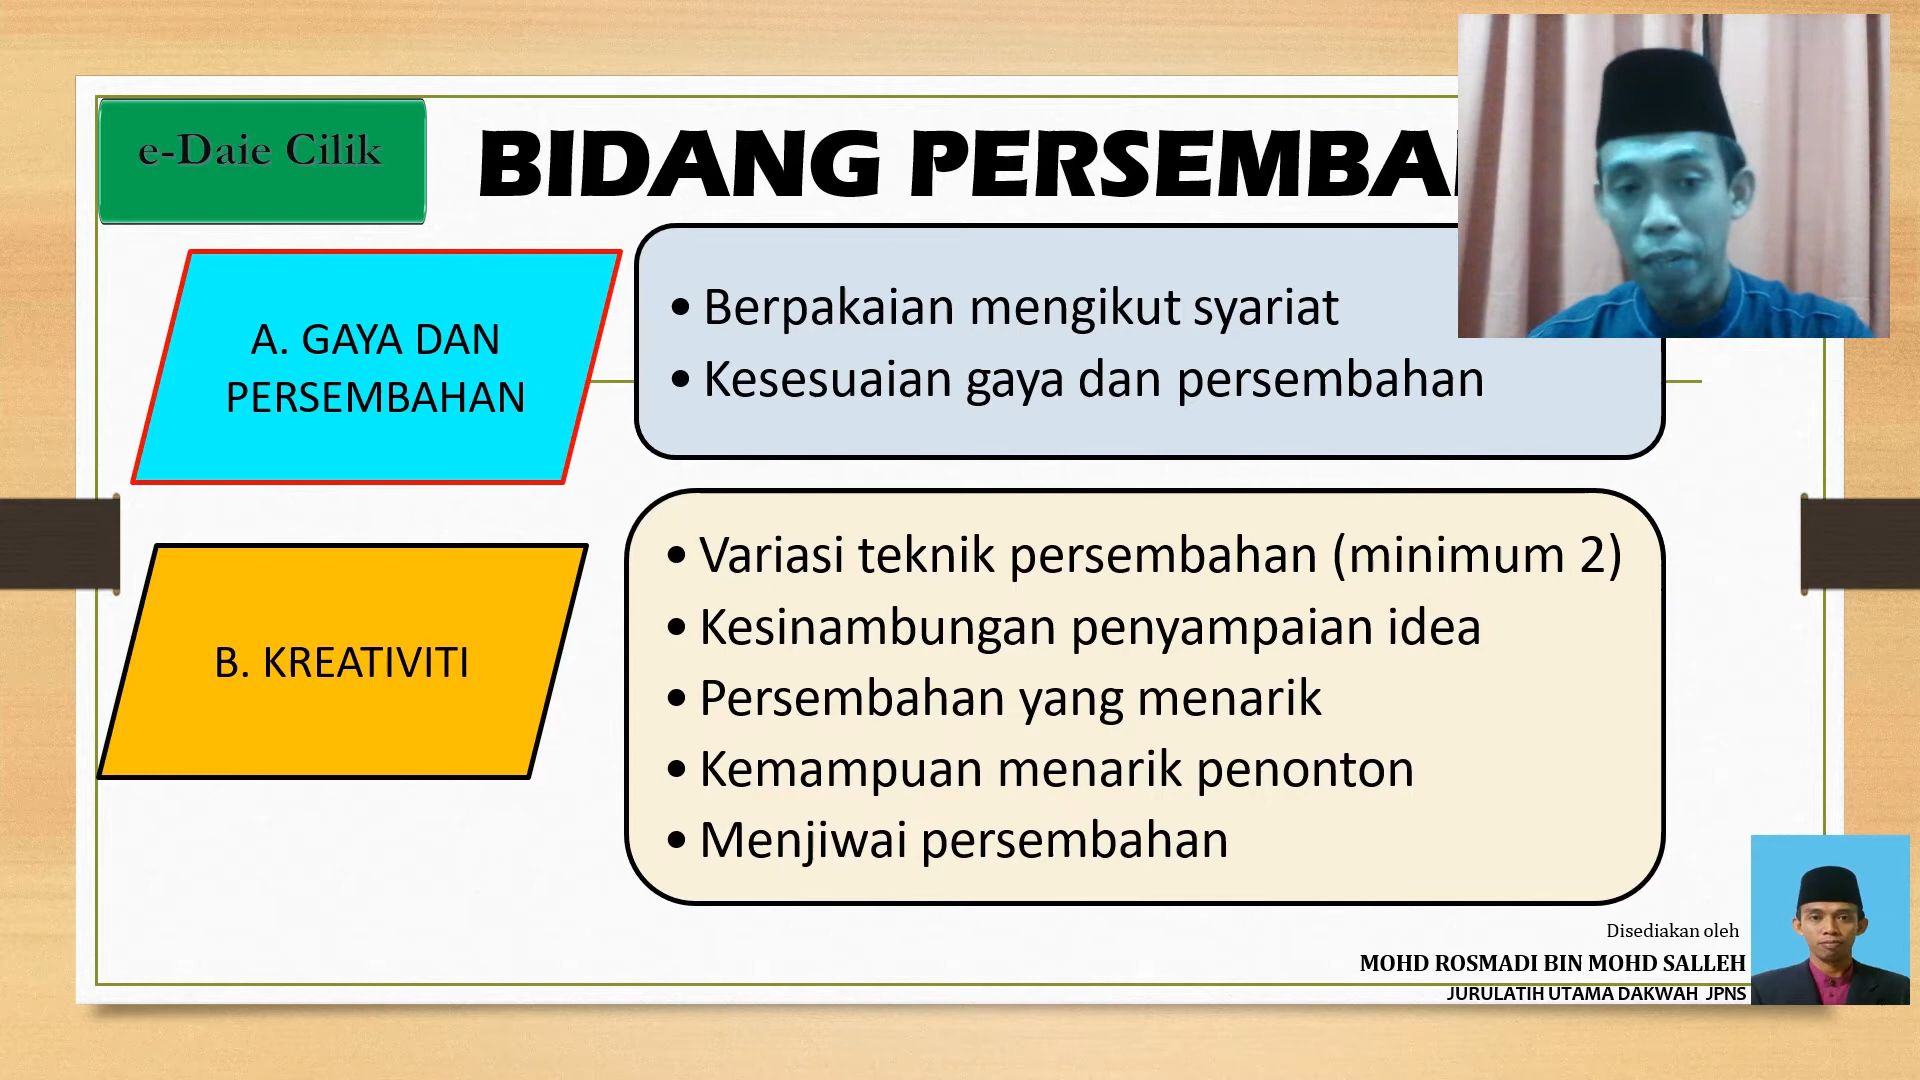 e-Daie Cilik
BIDANG
A. GAYA DAN
PERSEMBAHAN
• Berpakaian mengikut syariat
• Kesesuaian gaya dan persembahan
B. KREATIVITI
• Variasi teknik persembahan (minimum 2)
• Kesinambungan penyampaian idea
• Persembahan yang menarik
• Kemampuan menarik penonton
• Menjiwai persembahan
Disediakan oleh
MOHD ROSMADI BIN MOHD SALLEH
JURULATIH UTAMA DAKWAH JPNS